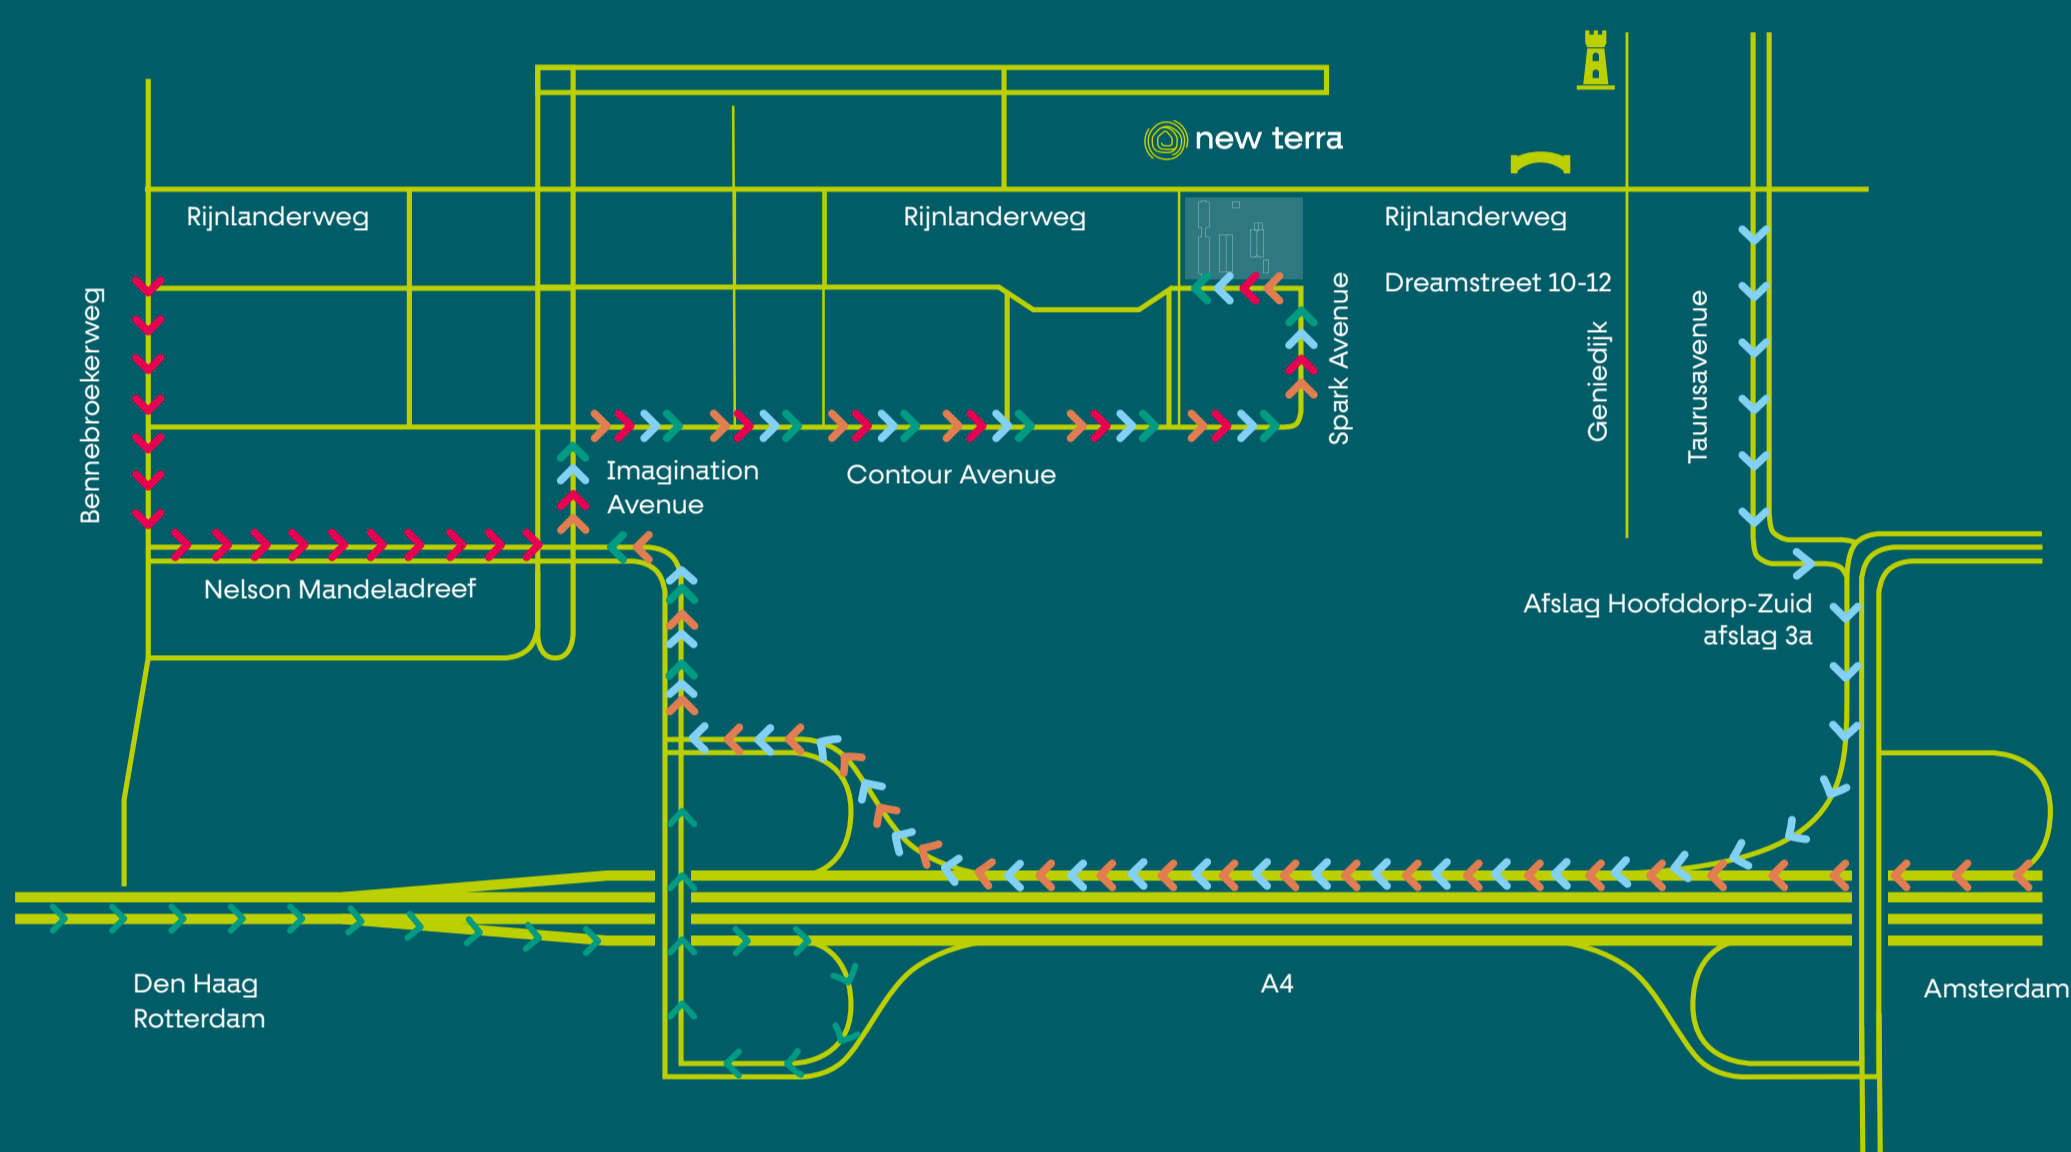 new terra
Rijnlanderweg
Rijnlanderweg
Rijnlanderweg
Dreamstreet 10-12
Bennebroekerweg
Spark Avenue
Geniedijk
Taurusavenue
Imagination
Avenue
Contour Avenue
Nelson Mandeladreef
Afslag Hoofddorp-Zuid
afslag 3a
Den Haag
Rotterdam
A4
Amsterdam